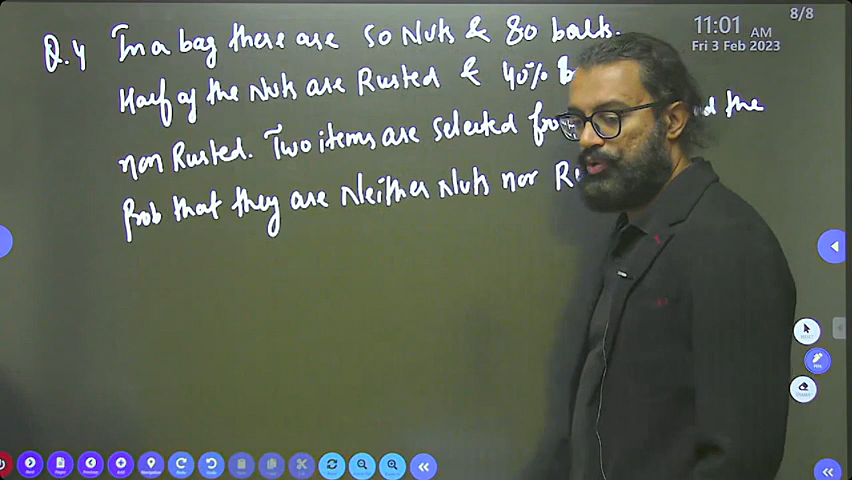 11:01 AM
Fri 3 Feb 2023
8/8
Q.4 In a bag there are 50 Nuts & 80 bolts.
Half of the Nuts are Rusted & 40%
non Rusted. Two items are selected the
Prob that they are Neither Nuts nor